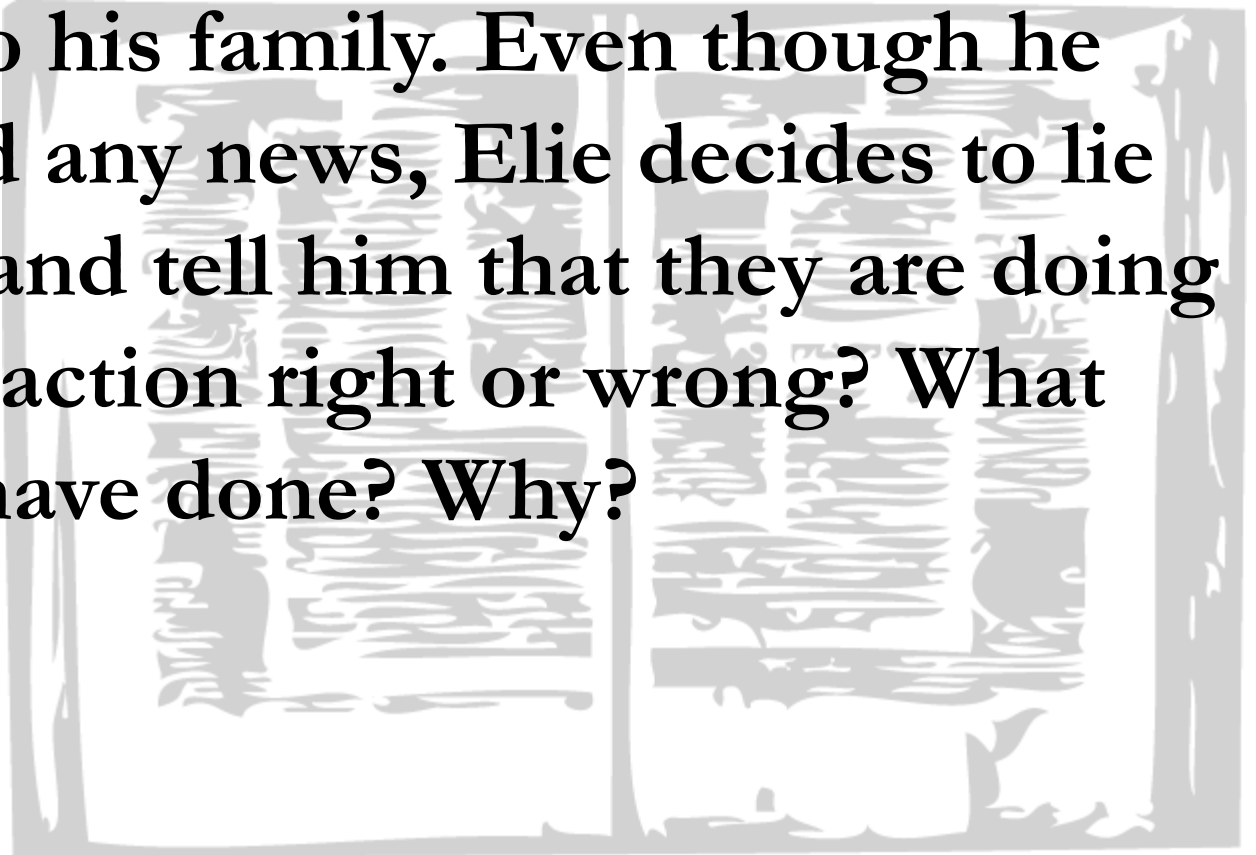 his family. Even though he
any news, Elie decides to lie
and tell him that they are doing
action right or wrong? What
have done? Why?